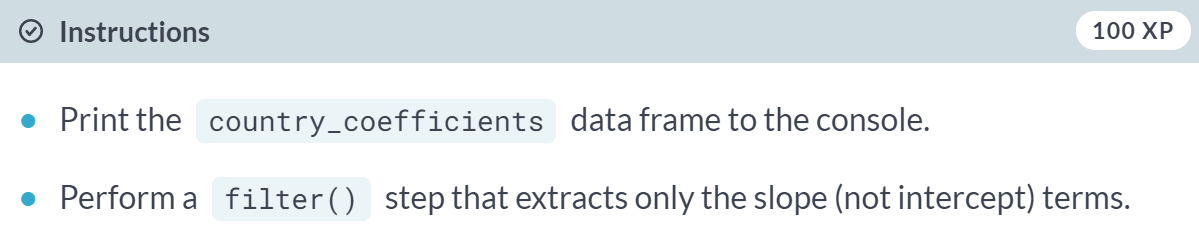 Instructions 100 XP
Print the country_coefficients data frame to the console.
Perform a filter() step that extracts only the slope (not intercept) terms.